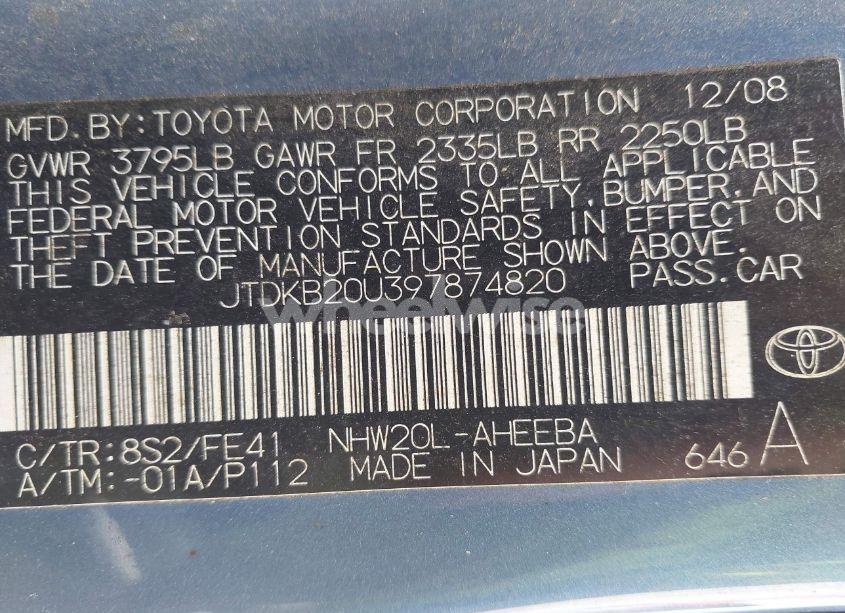 MFD. BY: TOYOTA MOTOR CORPORATION 12/08
GVWR 3795LB GAWR FR 2335LB RR 2250LB
THIS VEHICLE CONFORMS TO ALL APPLICABLE
FEDERAL MOTOR VEHICLE SAFETY, BUMPER, AND
THEFT PREVENTION STANDARDS IN EFFECT ON
THE DATE OF MANUFACTURE SHOWN ABOVE.
JTDKB20U397874820 PASS. CAR
wheelwise
C/TR: 8S2/FE41 NHW20L-AHEEBA
A/TM: -01A/P112 MADE IN JAPAN 646 A